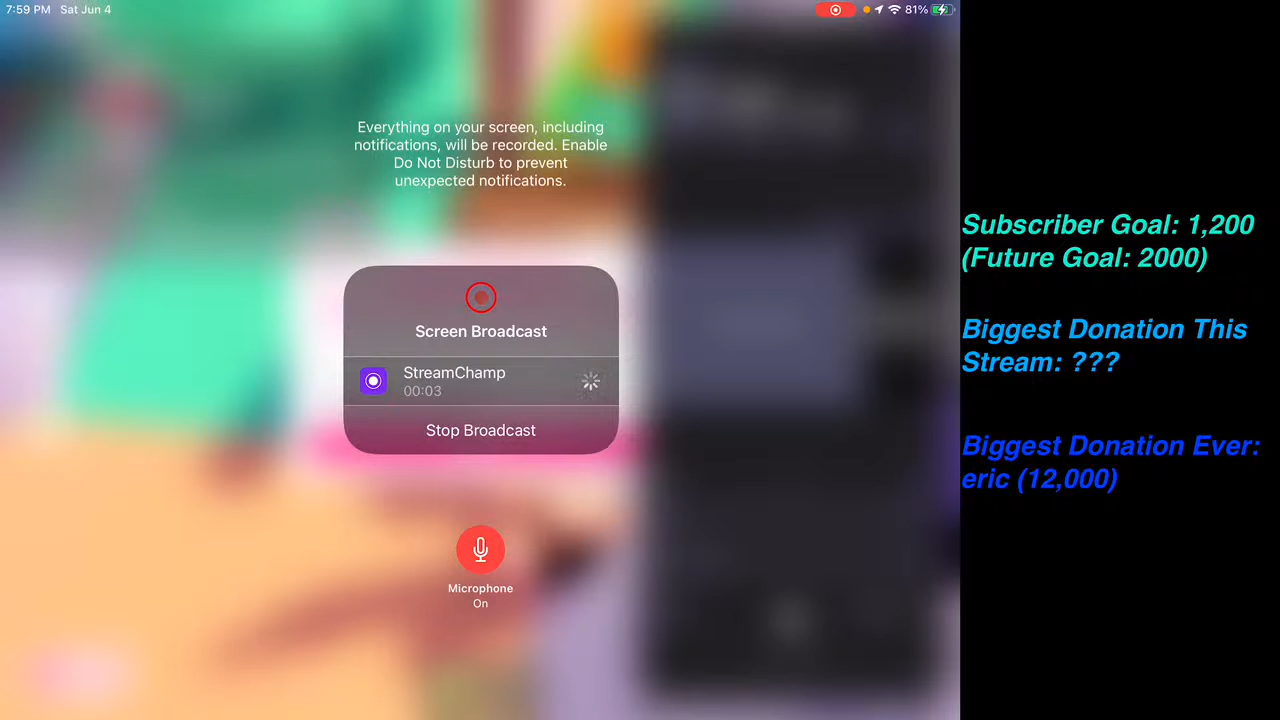 7:59 PM Sat Jun 4
81%
Everything on your screen, including
notifications, will be recorded. Enable
Do Not Disturb to prevent
unexpected notifications.
Screen Broadcast
StreamChamp
00:03
Stop Broadcast
Microphone
On
Subscriber Goal: 1,200
(Future Goal: 2000)
Biggest Donation This
Stream: ???
Biggest Donation Ever:
eric (12,000)